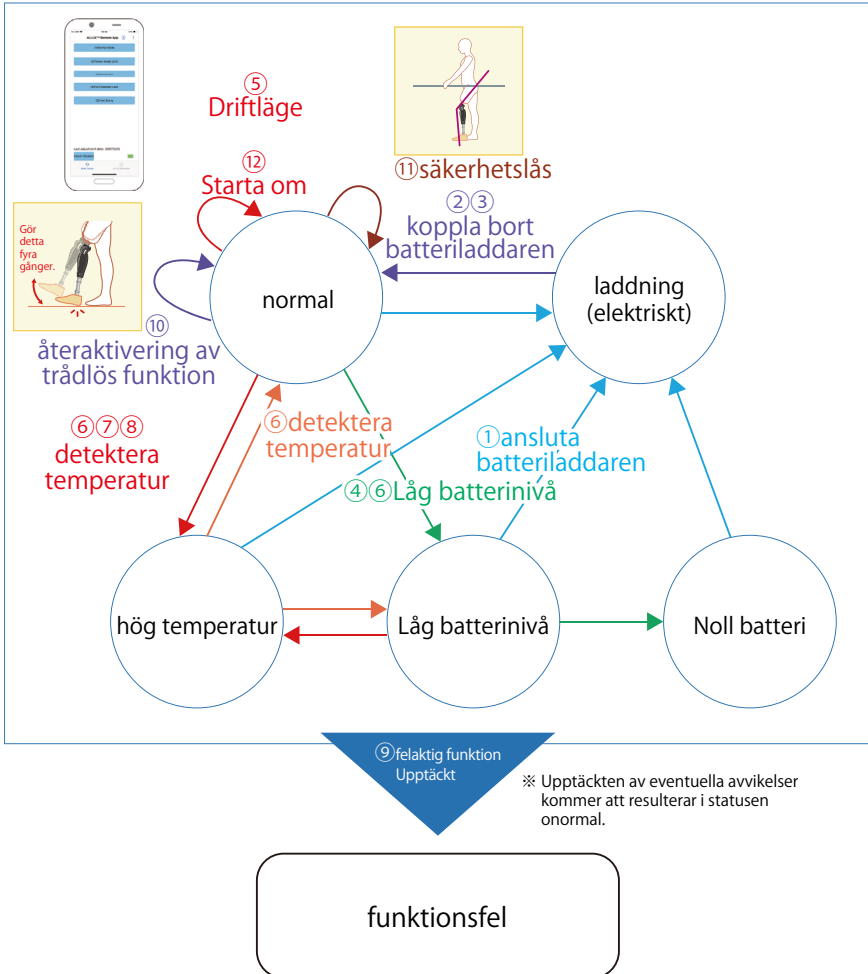 ⑤
Driftläge
⑫
Starta om
⑪säkerhetslås
②③
koppla bort
batteriladdaren
Gör
detta
fyra
gånger.
normal
laddning
(elektriskt)
⑩
återaktivering av
trådlös funktion
⑥⑦⑧
detektera
temperatur
⑥detektera
temperatur
①ansluta
batteriladdaren
④⑥Låg batterinivå
hög temperatur
Låg batterinivå
Noll batteri
⑨felaktig funktion
Upptäckt
※ Upptäckten av eventuella avvikelser
kommer att resulterar i statusen
onormal.
funktionsfel